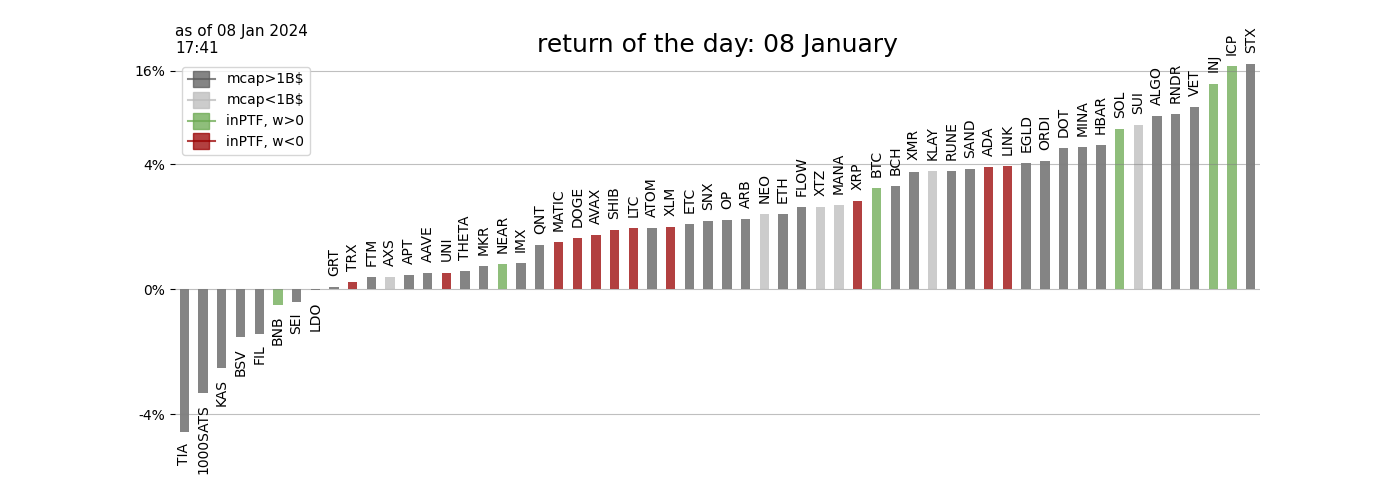 as of 08 Jan 2024
17:41
return of the day: 08 January
16%
4%
0%
-4%
mcap>1B$
mcap<1B$
inPTF, w>0
inPTF, w<0
TIA
1000SATS
KAS
BSV
FIL
BNB
SEI
LDO
GRT
TRX
FTM
AXS
APT
AAVE
UNI
THETA
MKR
NEAR
IMX
QNT
MATIC
DOGE
AVAX
SHIB
LTC
ATOM
XLM
ETC
SNX
OP
ARB
NEO
ETH
FLOW
XTZ
MANA
XRP
BTC
BCH
XMR
KLAY
RUNE
SAND
ADA
LINK
EGLD
ORDI
DOT
MINA
HBAR
SOL
SUI
ALGO
RNDR
VET
INJ
ICP
STX